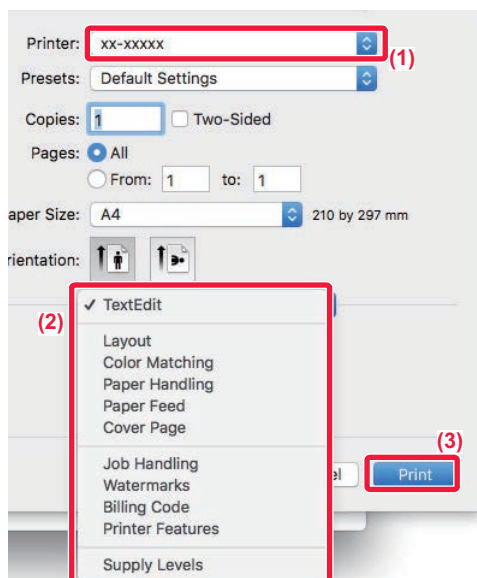 Printer: xx-xxxxx
(1)
Presets: Default Settings
Copies: 1 Two-Sided
Pages: All
From: 1 to: 1
aper Size: A4 210 by 297 mm
rientation:
(2)
✓ TextEdit
Layout
Color Matching
Paper Handling
Paper Feed
Cover Page
(3)
Job Handling
el Print
Watermarks
Billing Code
Printer Features
Supply Levels